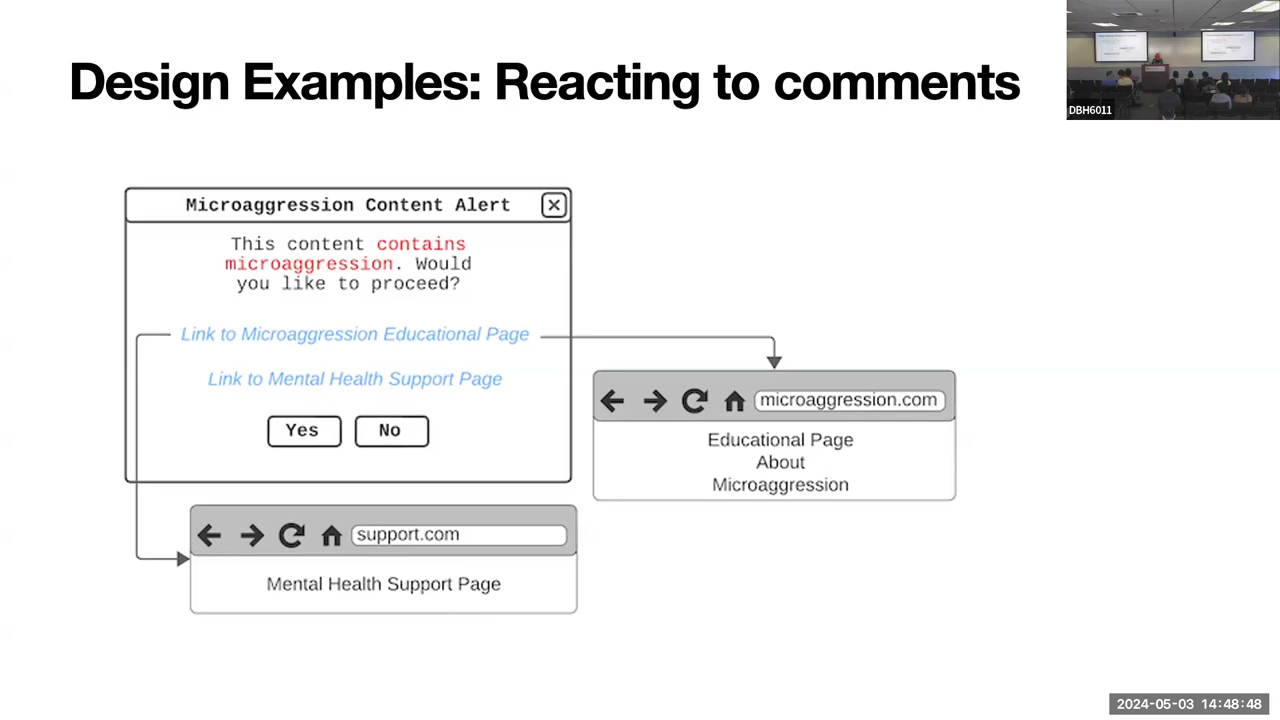 Design Examples: Reacting to comments
DBH6011
Microaggression Content Alert
This content contains
microaggression. Would
you like to proceed?
Link to Microaggression Educational Page
Link to Mental Health Support Page
Yes No
microaggression.com
Educational Page
About
Microaggression
support.com
Mental Health Support Page
2024-05-03 14:48:48